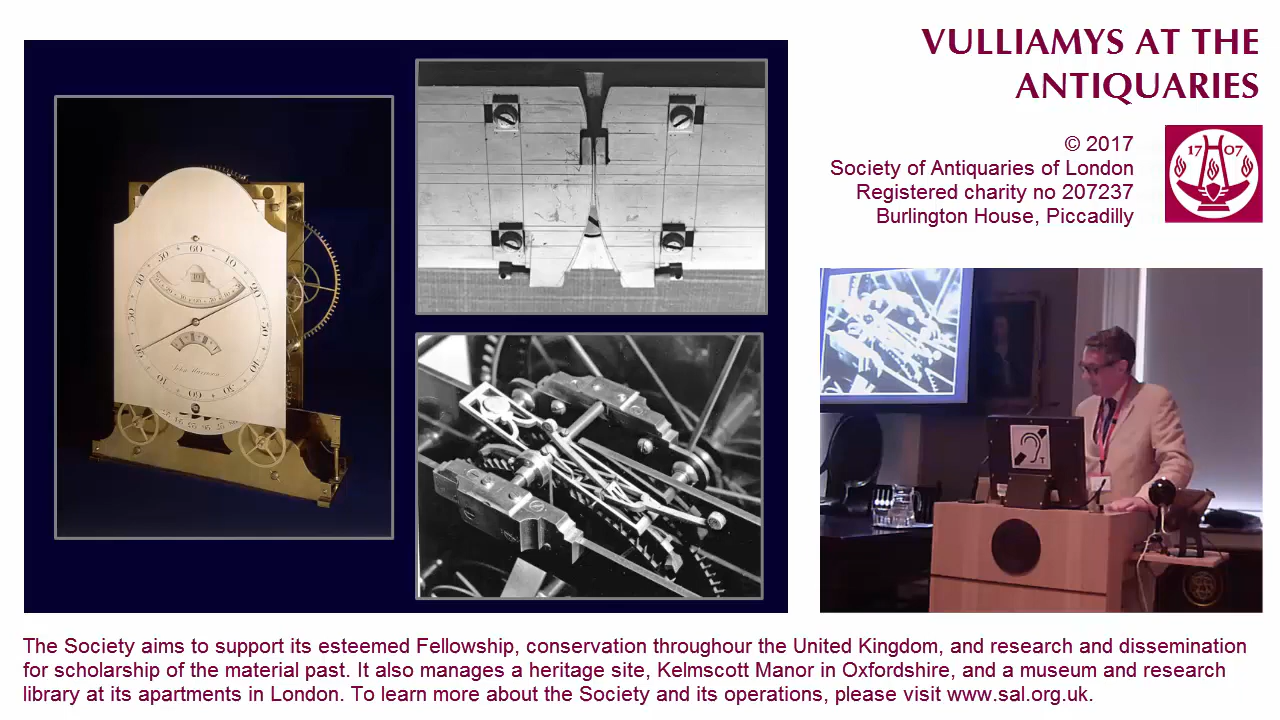 VULLIAMYS AT THE
ANTIQUARIES
© 2017
Society of Antiquaries of London
Registered charity no 207237
Burlington House, Piccadilly
17 07
60
10
20
30
T
The Society aims to support its esteemed Fellowship, conservation throughour the United Kingdom, and research and dissemination
for scholarship of the material past. It also manages a heritage site, Kelmscott Manor in Oxfordshire, and a museum and research
library at its apartments in London. To learn more about the Society and its operations, please visit www.sal.org.uk.